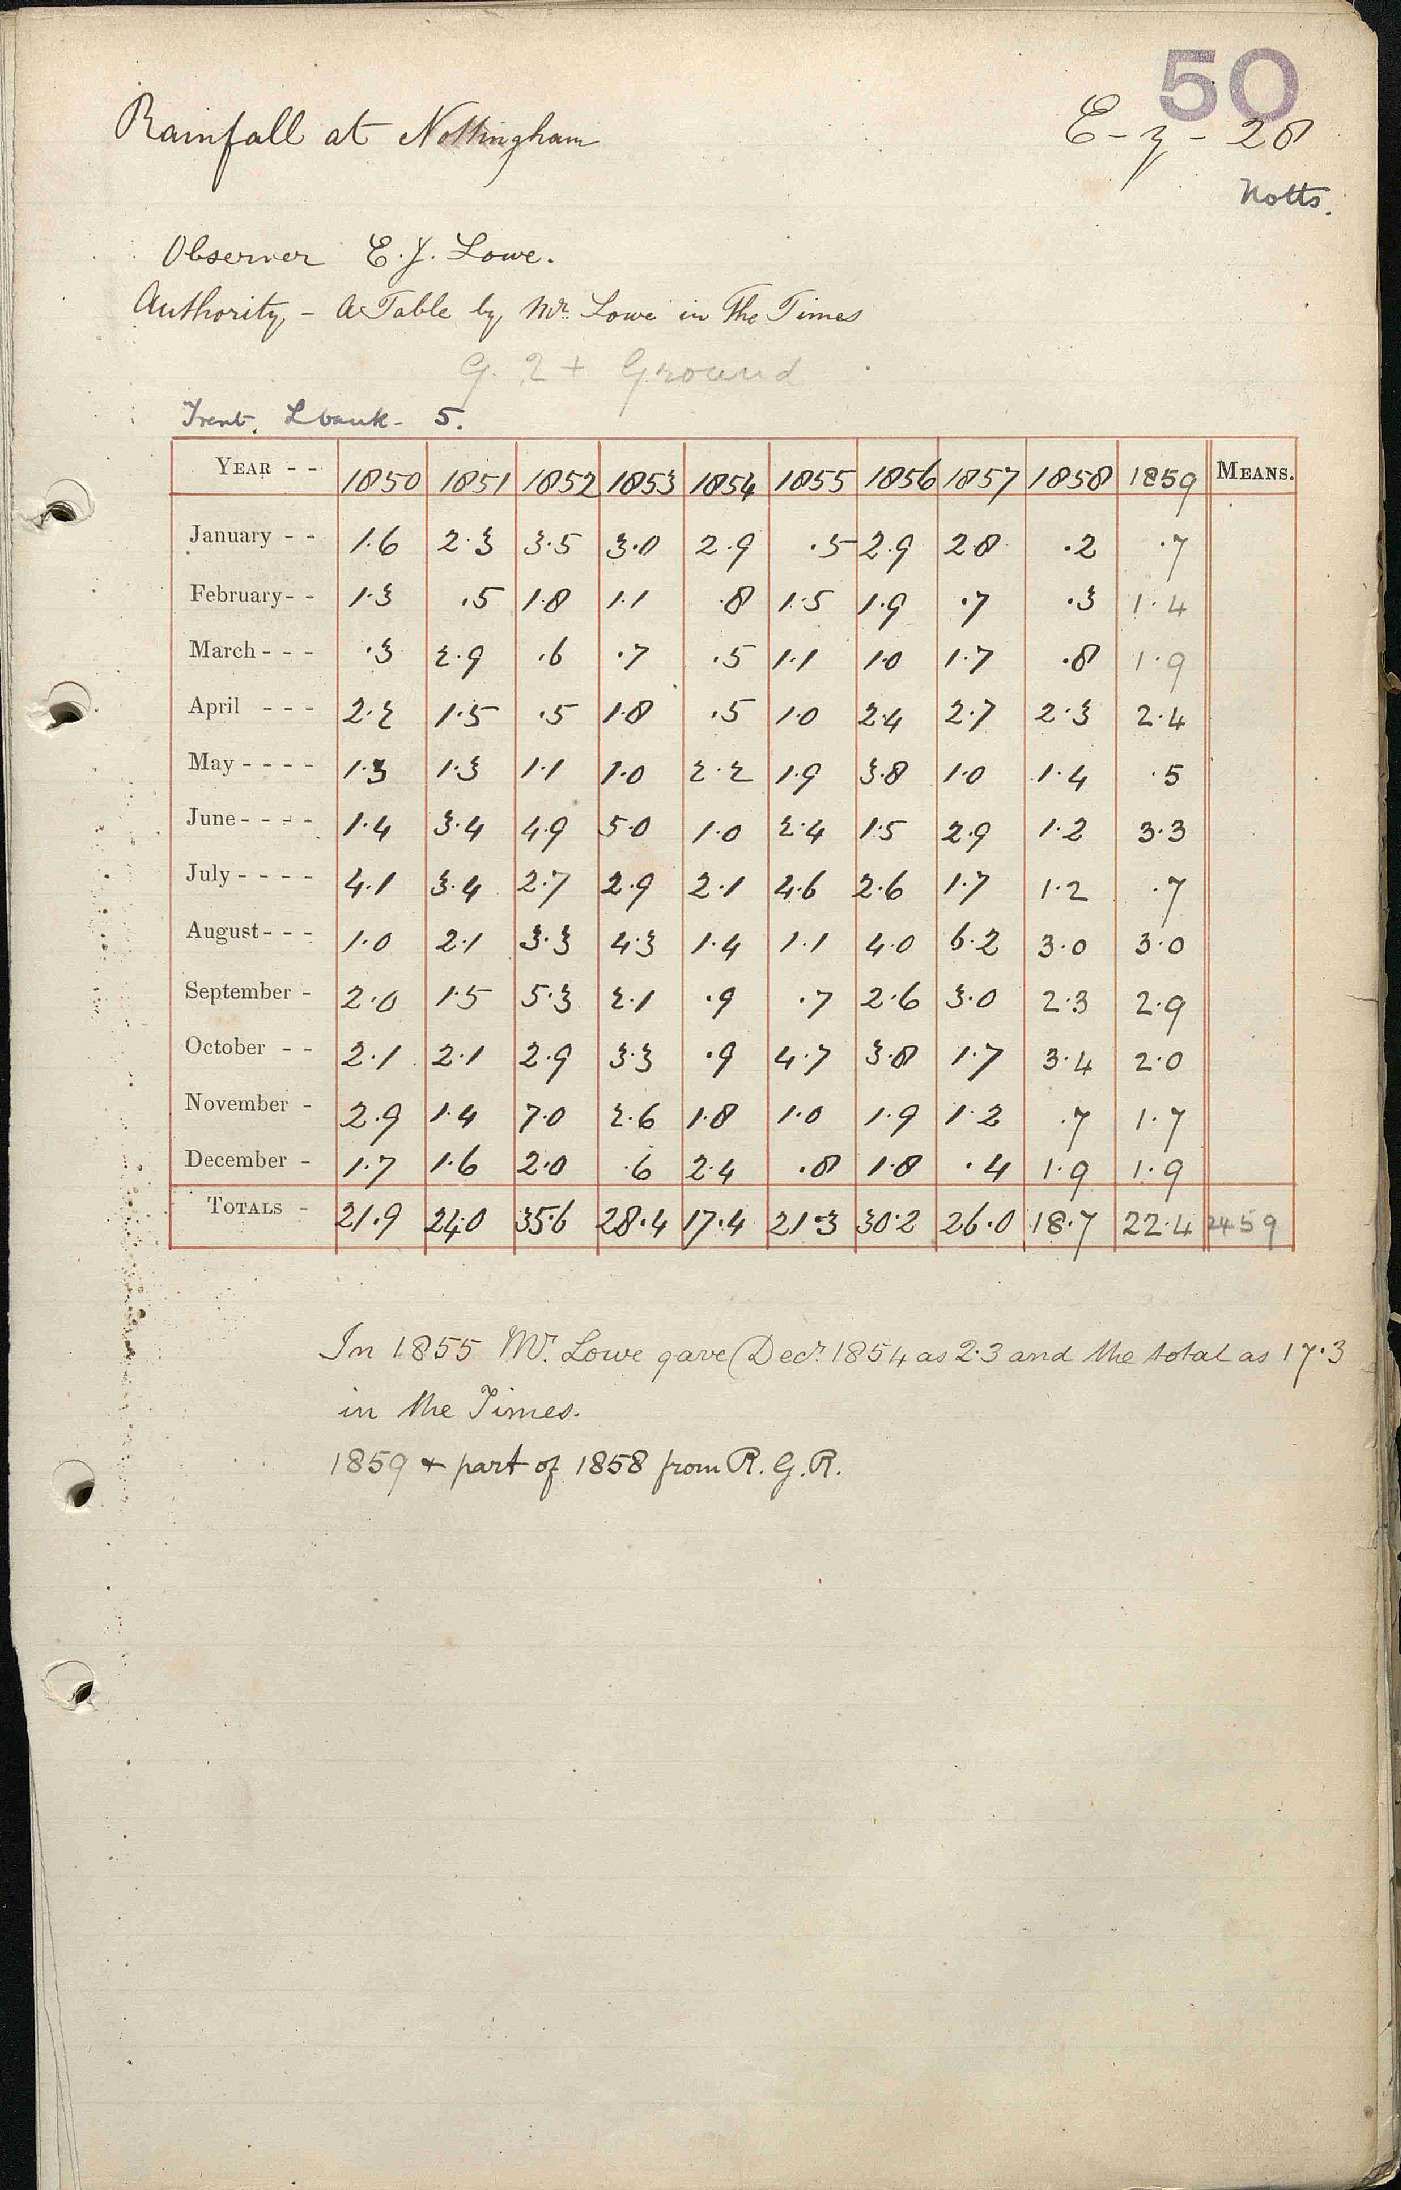 50
Rainfall at Nottingham
E-z-28
Notts.
Observer E.J. Lowe.
Authority - A Table by Mr. Lowe in The Times
G. 2 + Ground
Trent. L bank - 5.
YEAR - - 1850 1851 1852 1853 1854 1855 1856 1857 1858 1859 MEANS.
January - - 1.6 2.3 3.5 3.0 2.9 .5 2.9 2.8 .2 .7
February - - 1.3 .5 1.8 1.1 .8 1.5 1.9 .7 .3 1.4
March - - - .3 2.9 .6 .7 .5 1.1 1.0 1.7 .8 1.9
April - - - 2.2 1.5 .5 1.8 .5 1.0 2.4 2.7 2.3 2.4
May - - - - 1.3 1.3 1.1 1.0 2.2 1.9 3.8 1.0 1.4 .5
June - - - - 1.4 3.4 4.9 5.0 1.0 2.4 1.5 2.9 1.2 3.3
July - - - - 4.1 3.4 2.7 2.9 2.1 4.6 2.6 1.7 1.2 .7
August - - - 1.0 2.1 3.3 4.3 1.4 1.1 4.0 6.2 3.0 3.0
September - 2.0 1.5 5.3 2.1 .9 .7 2.6 3.0 2.3 2.9
October - - 2.1 2.1 2.9 3.3 .9 4.7 3.8 1.7 3.4 2.0
November - 2.9 1.4 7.0 2.6 1.8 1.0 1.9 1.2 .7 1.7
December - 1.7 1.6 2.0 .6 2.4 .8 1.8 .4 1.9 1.9
TOTALS - 21.9 24.0 35.6 28.4 17.4 21.3 30.2 26.0 18.7 22.4 2459
In 1855 Mr. Lowe gave (Decr. 1854 as 2.3 and the total as 17.3
in the Times.
1859 + part of 1858 from R.G.R.